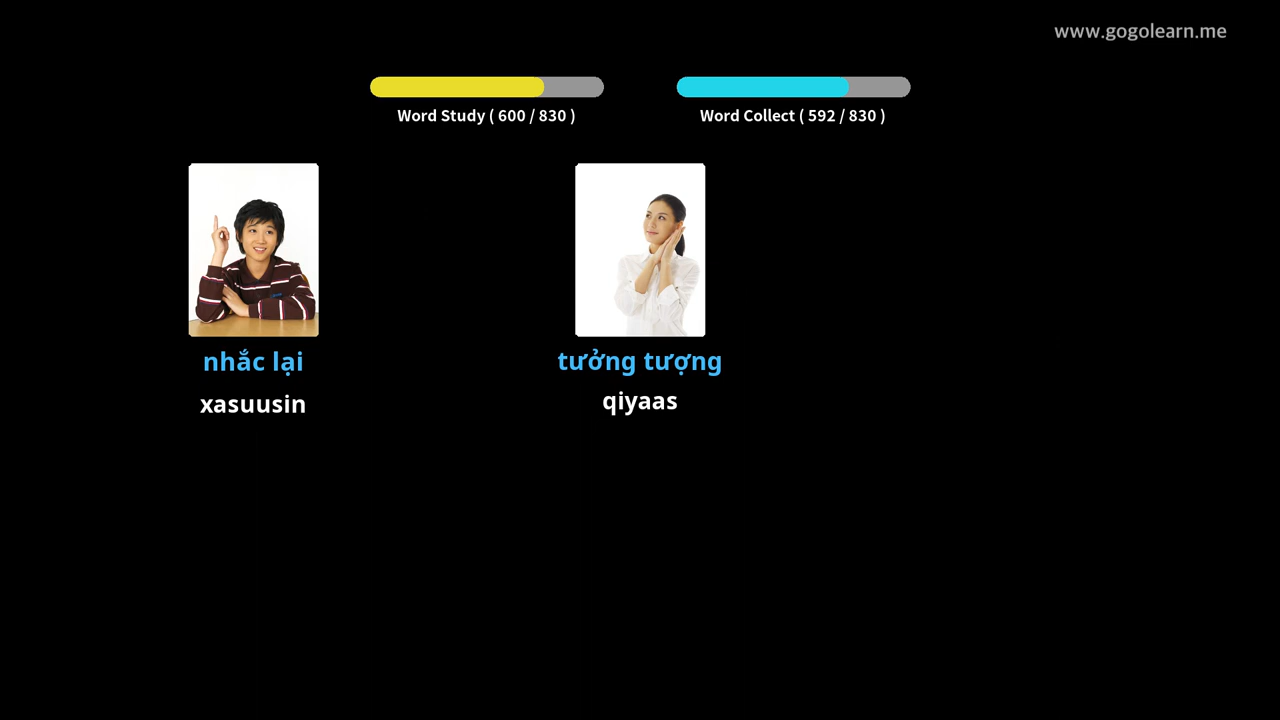 www.gogolearn.me
Word Study ( 600 / 830 )
Word Collect ( 592 / 830 )
nhắc lại
xasuusin
tưởng tượng
qiyaas